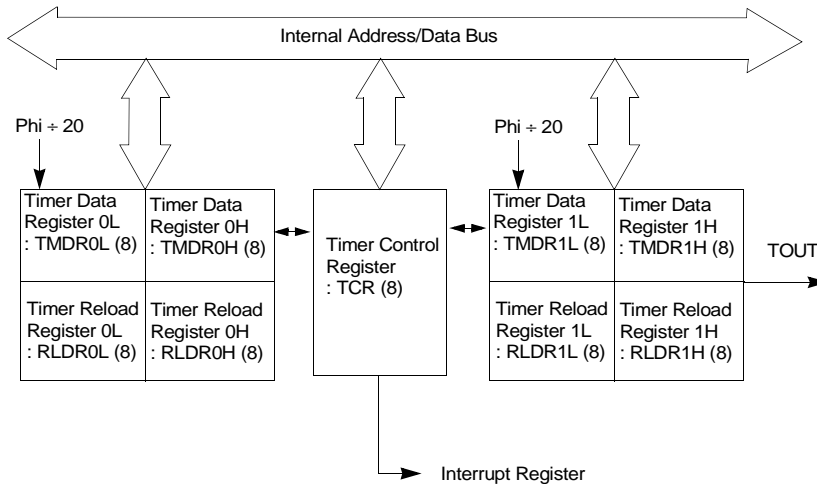 Internal Address/Data Bus
Phi ÷ 20
Phi ÷ 20
Timer Data
Register 0L
: TMDR0L (8)
Timer Data
Register 0H
: TMDR0H (8)
Timer Reload
Register 0L
: RLDR0L (8)
Timer Reload
Register 0H
: RLDR0H (8)
Timer Control
Register
: TCR (8)
Timer Data
Register 1L
: TMDR1L (8)
Timer Data
Register 1H
: TMDR1H (8)
Timer Reload
Register 1L
: RLDR1L (8)
Timer Reload
Register 1H
: RLDR1H (8)
TOUT
Interrupt Register